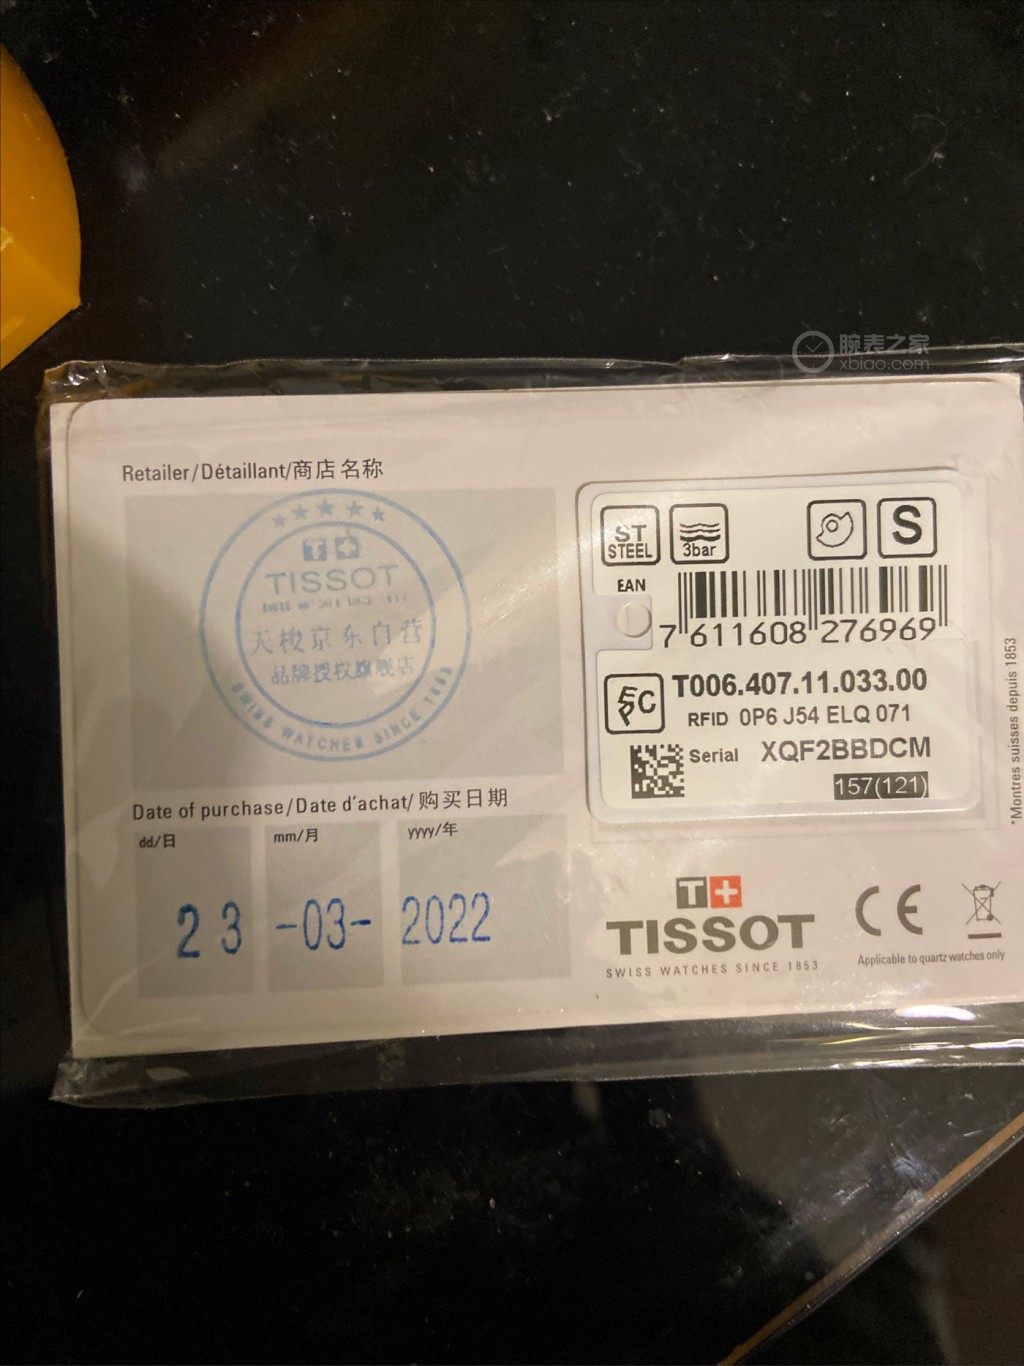 腕表之家
xbiao.com
Retailer/Détaillant/商店名称
TISSOT
天梭京东自营
品牌授权旗舰店
SWISS WATCHES SINCE 1853
ST
STEEL
3bar
S
EAN
7 611608 276969
T006.407.11.033.00
RFID 0P6 J54 ELQ 071
Serial XQF2BBDCM
157(121)
Date of purchase/Date d'achat/购买日期
dd/日 mm/月 yyyy/年
23 -03- 2022
T+
TISSOT
SWISS WATCHES SINCE 1853
CE
Applicable to quartz watches only
*Montres suisses depuis 1853